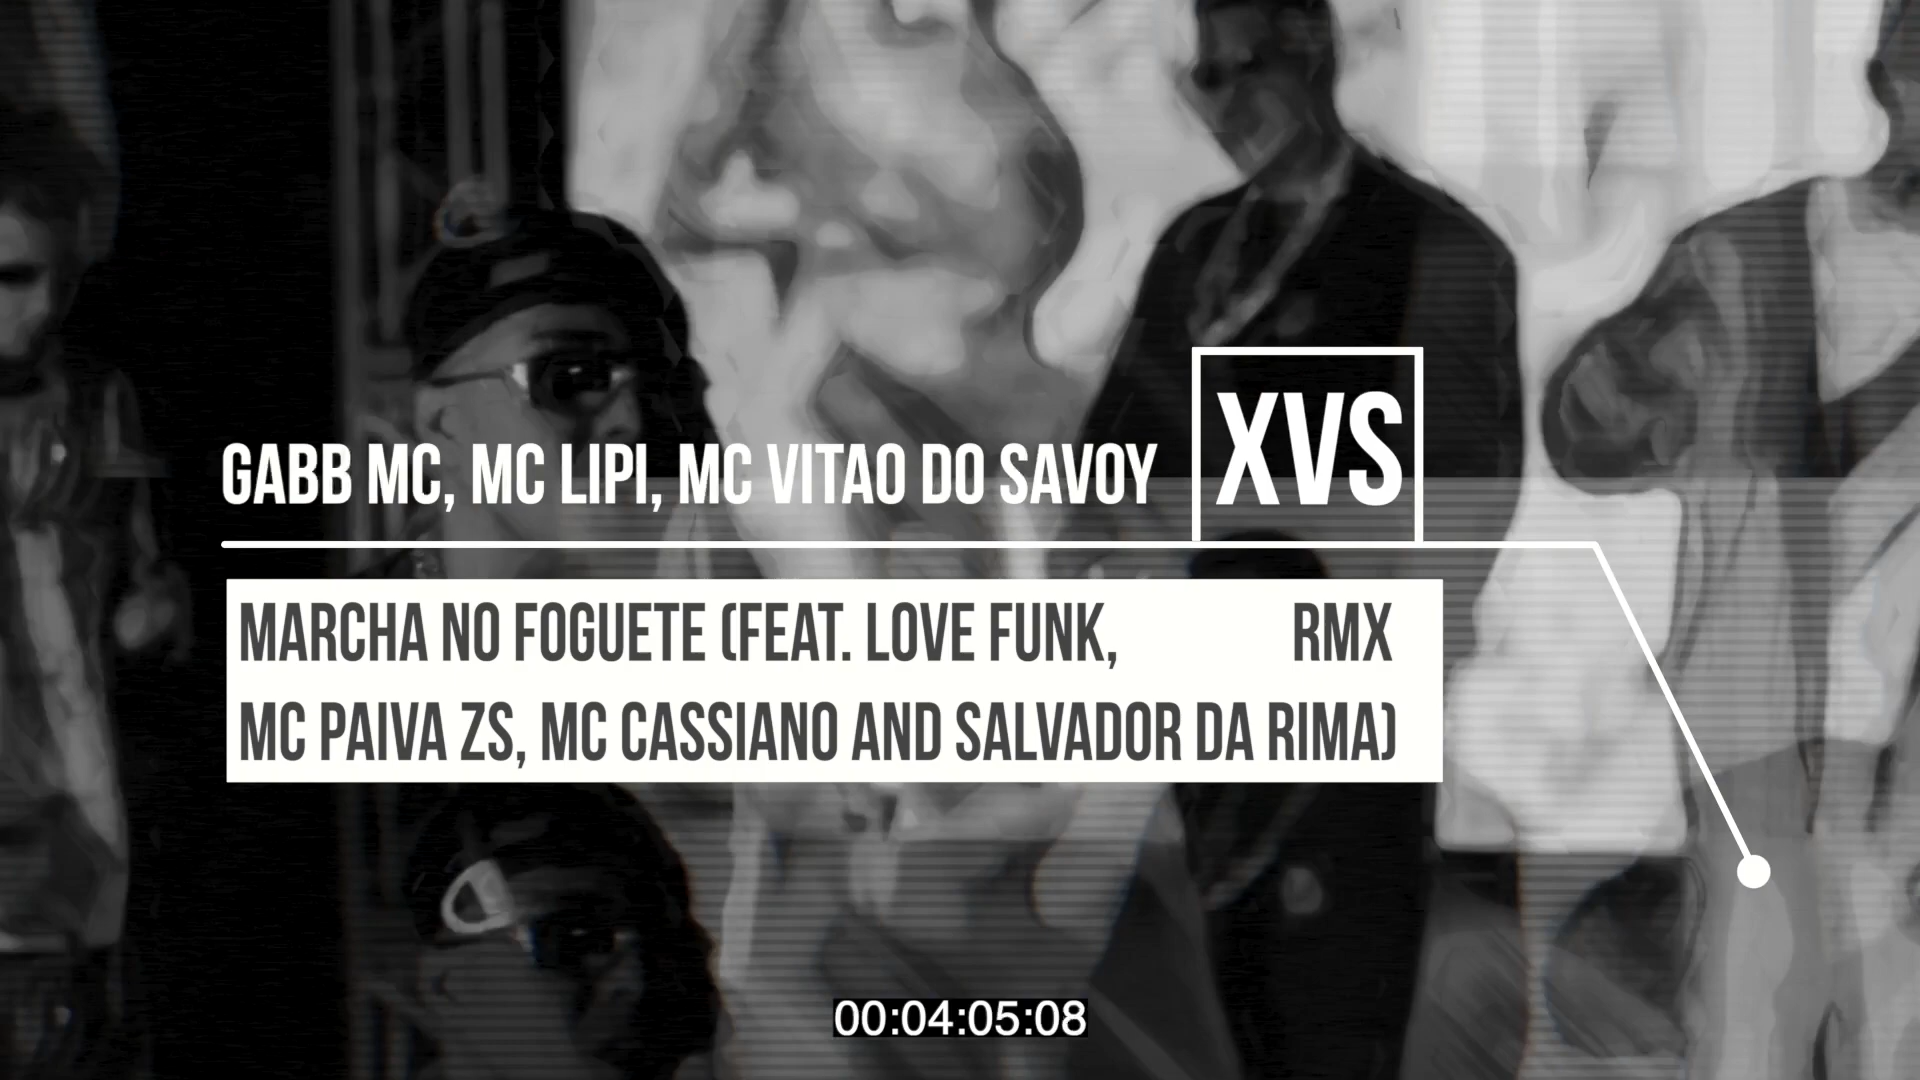 GABB MC, MC LIPI, MC VITAO DO SAVOY XVS
MARCHA NO FOGUETE (FEAT. LOVE FUNK, RMX
MC PAIVA ZS, MC CASSIANO AND SALVADOR DA RIMA)
00:04:05:08